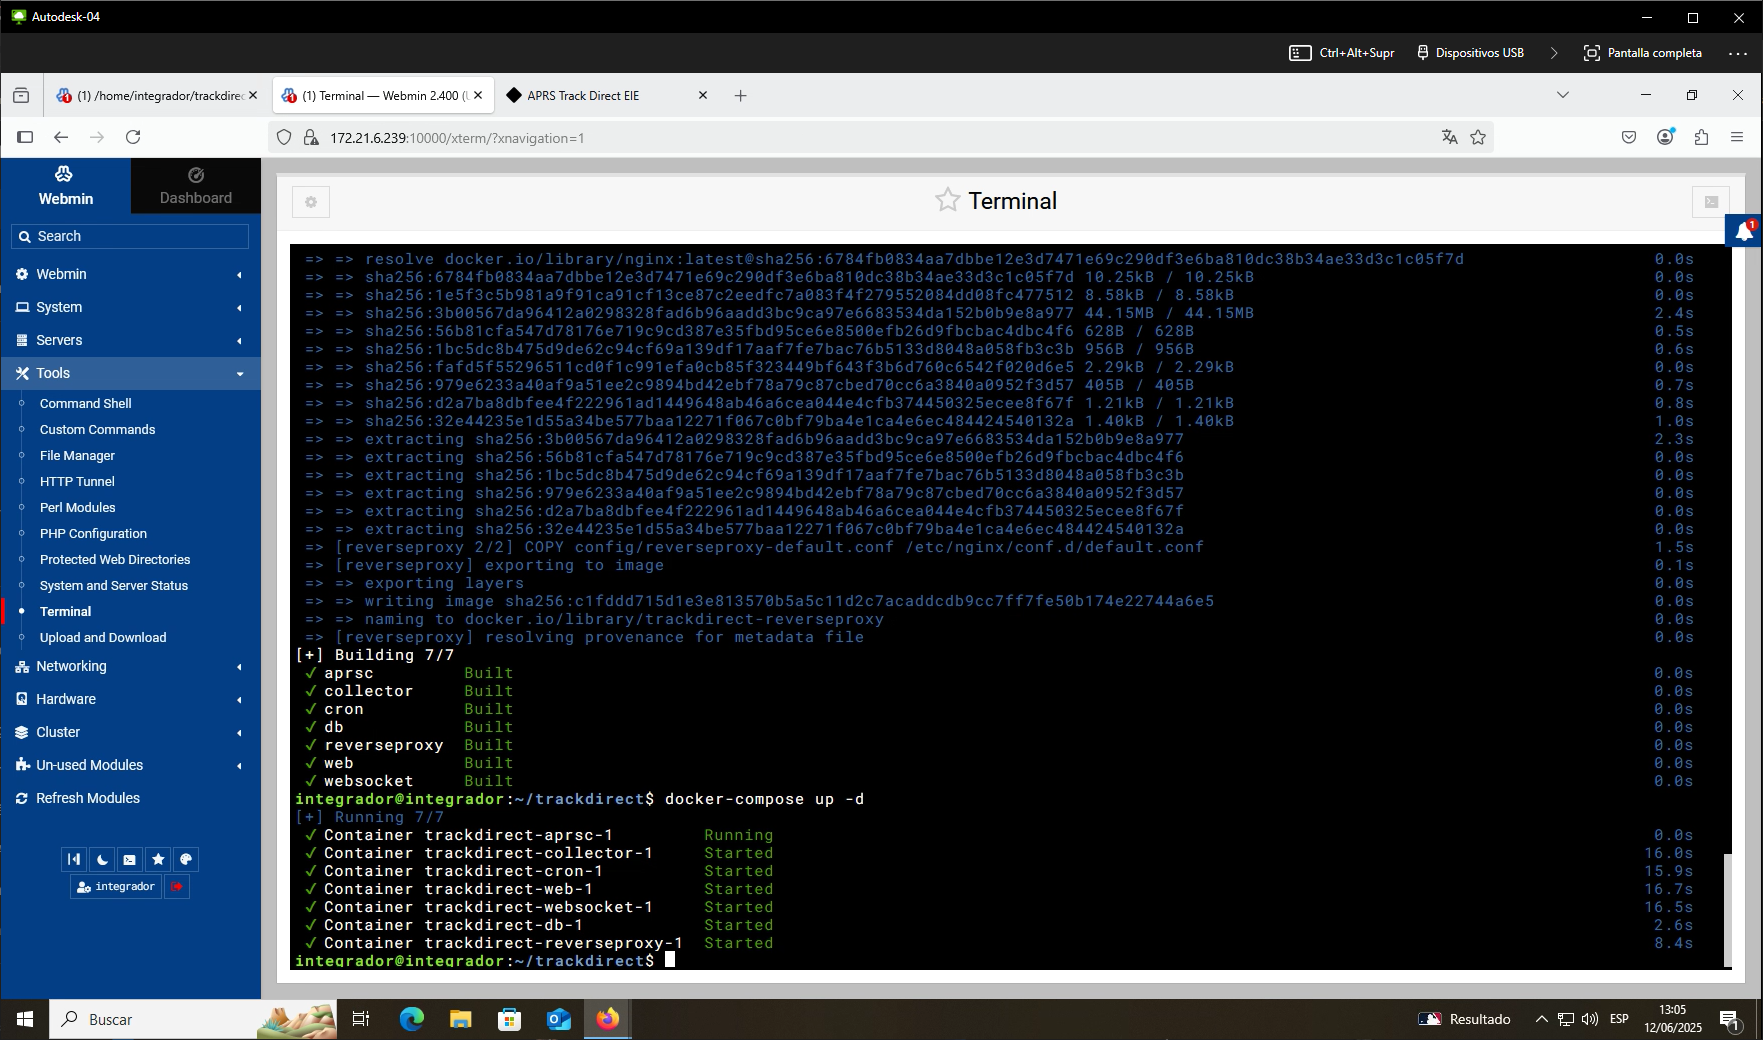 Autodesk-04
Ctrl+Alt+Supr
Dispositivos USB
Pantalla completa
(1) /home/integrador/trackdirec
(1) Terminal — Webmin 2.400 (
APRS Track Direct EIE
172.21.6.239:10000/xterm/?xnavigation=1
Webmin
Dashboard
Search
Webmin
System
Servers
Tools
Command Shell
Custom Commands
File Manager
HTTP Tunnel
Perl Modules
PHP Configuration
Protected Web Directories
System and Server Status
Terminal
Upload and Download
Networking
Hardware
Cluster
Un-used Modules
Refresh Modules
integrador
Terminal
1
=> => resolve docker.io/library/nginx:latest@sha256:6784fb0834aa7dbbe12e3d7471e69c290df3e6ba810dc38b34ae33d3c1c05f7d 0.0s
=> => sha256:6784fb0834aa7dbbe12e3d7471e69c290df3e6ba810dc38b34ae33d3c1c05f7d 10.25kB / 10.25kB 0.0s
=> => sha256:1e5f3c5b981a9f91ca91cf13ce87c2eedfc7a083f4f279552084dd08fc477512 8.58kB / 8.58kB 0.0s
=> => sha256:3b00567da96412a0298328fad6b96aadd3bc9ca97e6683534da152b0b9e8a977 44.15MB / 44.15MB 2.4s
=> => sha256:56b81cfa547d78176e719c9cd387e35fbd95ce6e8500efb26d9fbcbac4dbc4f6 628B / 628B 0.5s
=> => sha256:1bc5dc8b475d9de62c94cf69a139df17aaf7fe7bac76b5133d8048a058fb3c3b 956B / 956B 0.6s
=> => sha256:fafd5f55296511cd0f1c991efa0cb85f323449bf643f3b6d760c6542f020d6e5 2.29kB / 2.29kB 0.0s
=> => sha256:979e6233a40af9a51ee2c9894bd42ebf78a79c87cbed70cc6a3840a0952f3d57 405B / 405B 0.7s
=> => sha256:d2a7ba8dbfee4f222961ad1449648ab46a6cea044e4cfb374450325ecee8f67f 1.21kB / 1.21kB 0.8s
=> => sha256:32e44235e1d55a34be577baa12271f067c0bf79ba4e1ca4e6ec484424540132a 1.40kB / 1.40kB 1.0s
=> => extracting sha256:3b00567da96412a0298328fad6b96aadd3bc9ca97e6683534da152b0b9e8a977 2.3s
=> => extracting sha256:56b81cfa547d78176e719c9cd387e35fbd95ce6e8500efb26d9fbcbac4dbc4f6 0.0s
=> => extracting sha256:1bc5dc8b475d9de62c94cf69a139df17aaf7fe7bac76b5133d8048a058fb3c3b 0.0s
=> => extracting sha256:979e6233a40af9a51ee2c9894bd42ebf78a79c87cbed70cc6a3840a0952f3d57 0.0s
=> => extracting sha256:d2a7ba8dbfee4f222961ad1449648ab46a6cea044e4cfb374450325ecee8f67f 0.0s
=> => extracting sha256:32e44235e1d55a34be577baa12271f067c0bf79ba4e1ca4e6ec484424540132a 0.0s
=> [reverseproxy 2/2] COPY config/reverseproxy-default.conf /etc/nginx/conf.d/default.conf 1.5s
=> [reverseproxy] exporting to image 0.1s
=> => exporting layers 0.0s
=> => writing image sha256:c1fddd715d1e3e813570b5a5c11d2c7acaddcdb9cc7ff7fe50b174e22744a6e5 0.0s
=> => naming to docker.io/library/trackdirect-reverseproxy 0.0s
=> [reverseproxy] resolving provenance for metadata file 0.0s
[+] Building 7/7
✓ aprsc Built 0.0s
✓ collector Built 0.0s
✓ cron Built 0.0s
✓ db Built 0.0s
✓ reverseproxy Built 0.0s
✓ web Built 0.0s
✓ websocket Built 0.0s
integrador@integrador:~/trackdirect$ docker-compose up -d
[+] Running 7/7
✓ Container trackdirect-aprsc-1 Running 0.0s
✓ Container trackdirect-collector-1 Started 16.0s
✓ Container trackdirect-cron-1 Started 15.9s
✓ Container trackdirect-web-1 Started 16.7s
✓ Container trackdirect-websocket-1 Started 16.5s
✓ Container trackdirect-db-1 Started 2.6s
✓ Container trackdirect-reverseproxy-1 Started 8.4s
integrador@integrador:~/trackdirect$
Buscar
Resultado
ESP
13:05
12/06/2025
1